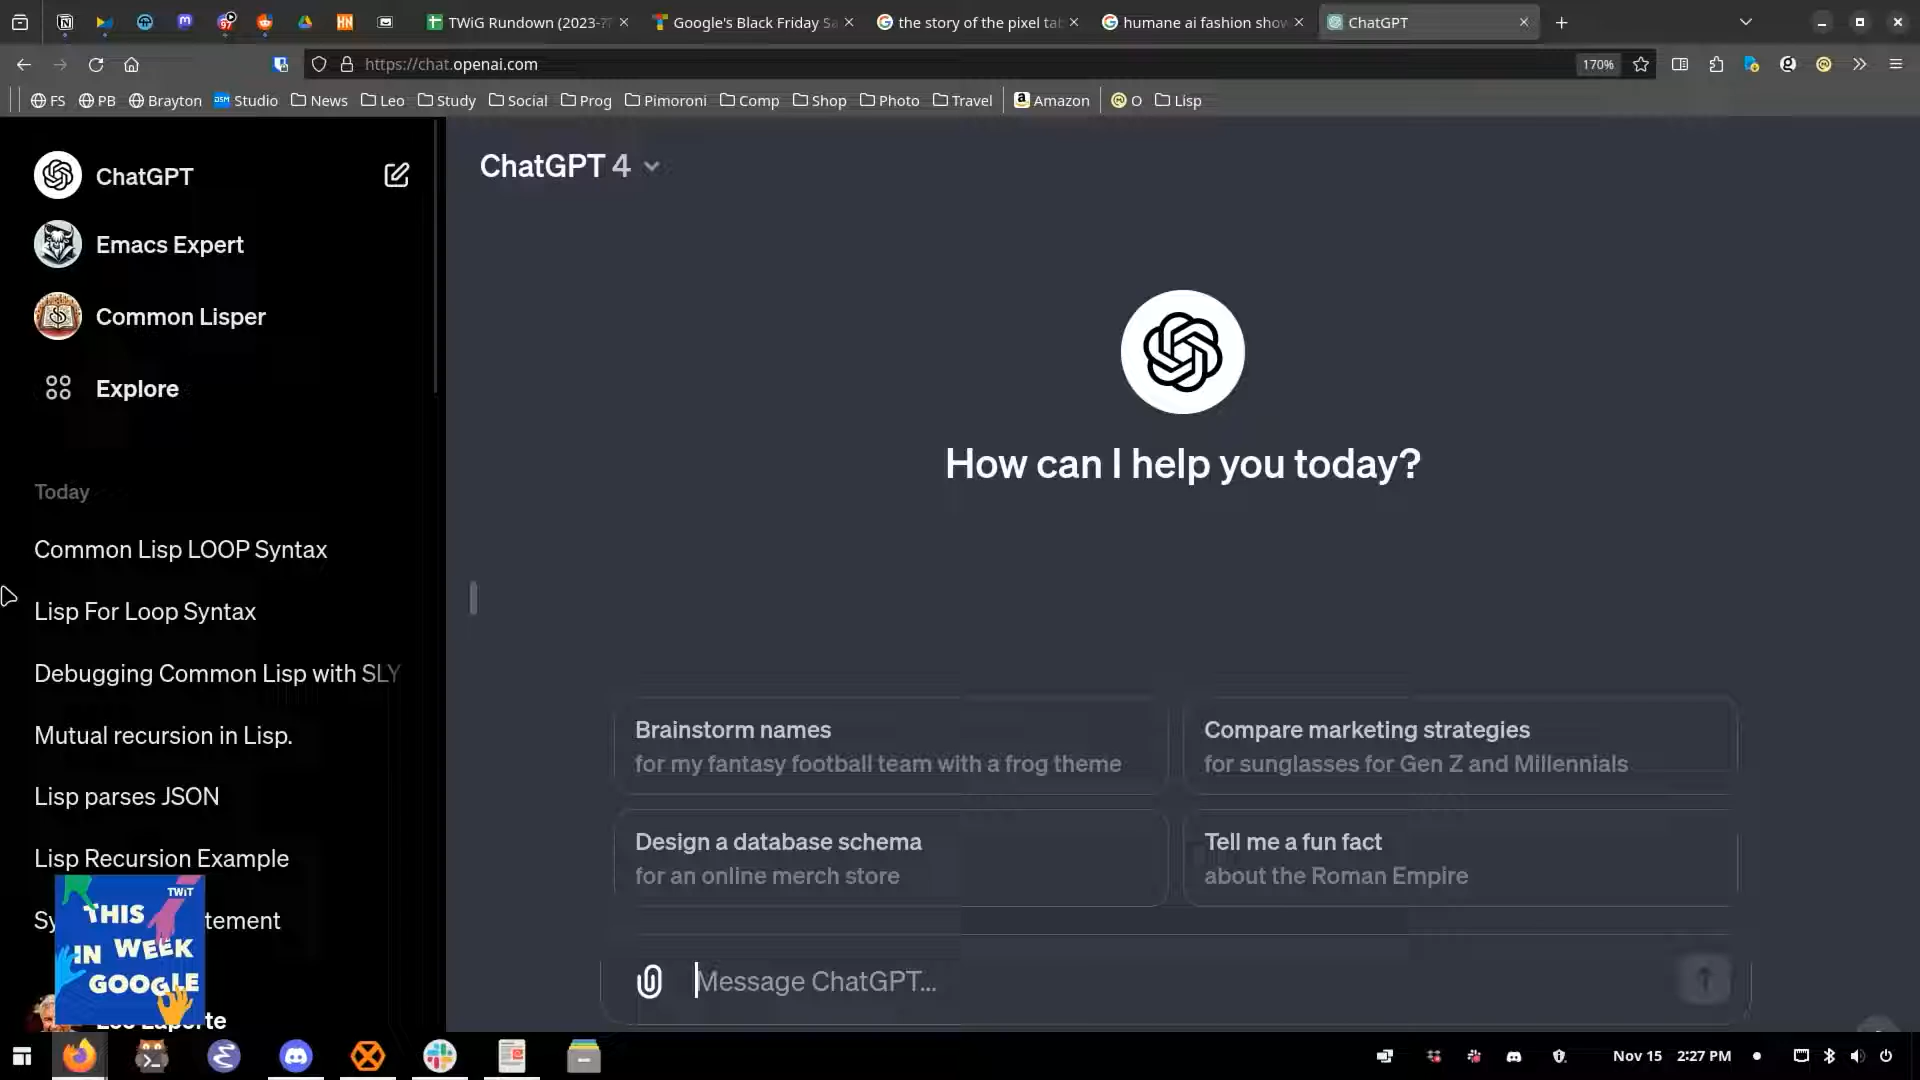 TWiG Rundown (2023-??
Google's Black Friday Sa
the story of the pixel tab
humane ai fashion show
ChatGPT
https://chat.openai.com
170%
FS
PB
Brayton
Studio
News
Leo
Study
Social
Prog
Pimoroni
Comp
Shop
Photo
Travel
Amazon
O
Lisp
ChatGPT
Emacs Expert
Common Lisper
Explore
Today
Common Lisp LOOP Syntax
Lisp For Loop Syntax
Debugging Common Lisp with SLY
Mutual recursion in Lisp.
Lisp parses JSON
Lisp Recursion Example
tement
TWiT
THIS
IN WEEK
GOOGLE
ChatGPT 4
How can I help you today?
Brainstorm names
for my fantasy football team with a frog theme
Compare marketing strategies
for sunglasses for Gen Z and Millennials
Design a database schema
for an online merch store
Tell me a fun fact
about the Roman Empire
Message ChatGPT...
Nov 15 2:27 PM